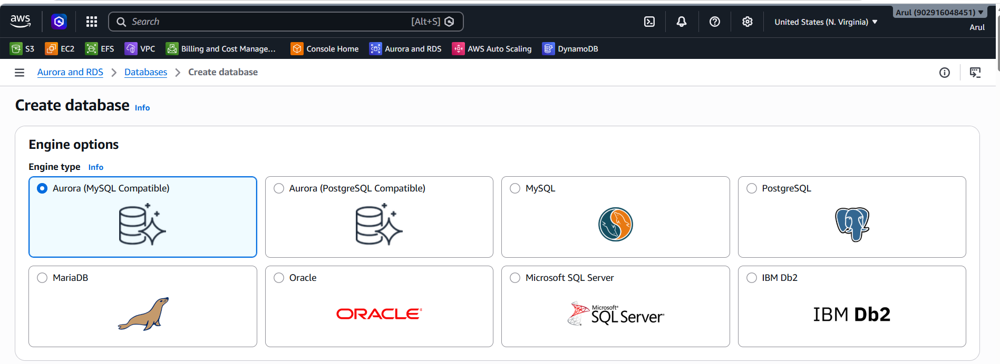 aws
Search [Alt+S]
United States (N. Virginia)
Arul (902916048451)
Arul
S3 EC2 EFS VPC Billing and Cost Manage... Console Home Aurora and RDS AWS Auto Scaling DynamoDB
Aurora and RDS Databases Create database
Create database Info
Engine options
Engine type Info
Aurora (MySQL Compatible) Aurora (PostgreSQL Compatible) MySQL PostgreSQL
MariaDB Oracle Microsoft SQL Server IBM Db2
ORACLE®
Microsoft®
SQL Server®
IBM Db2